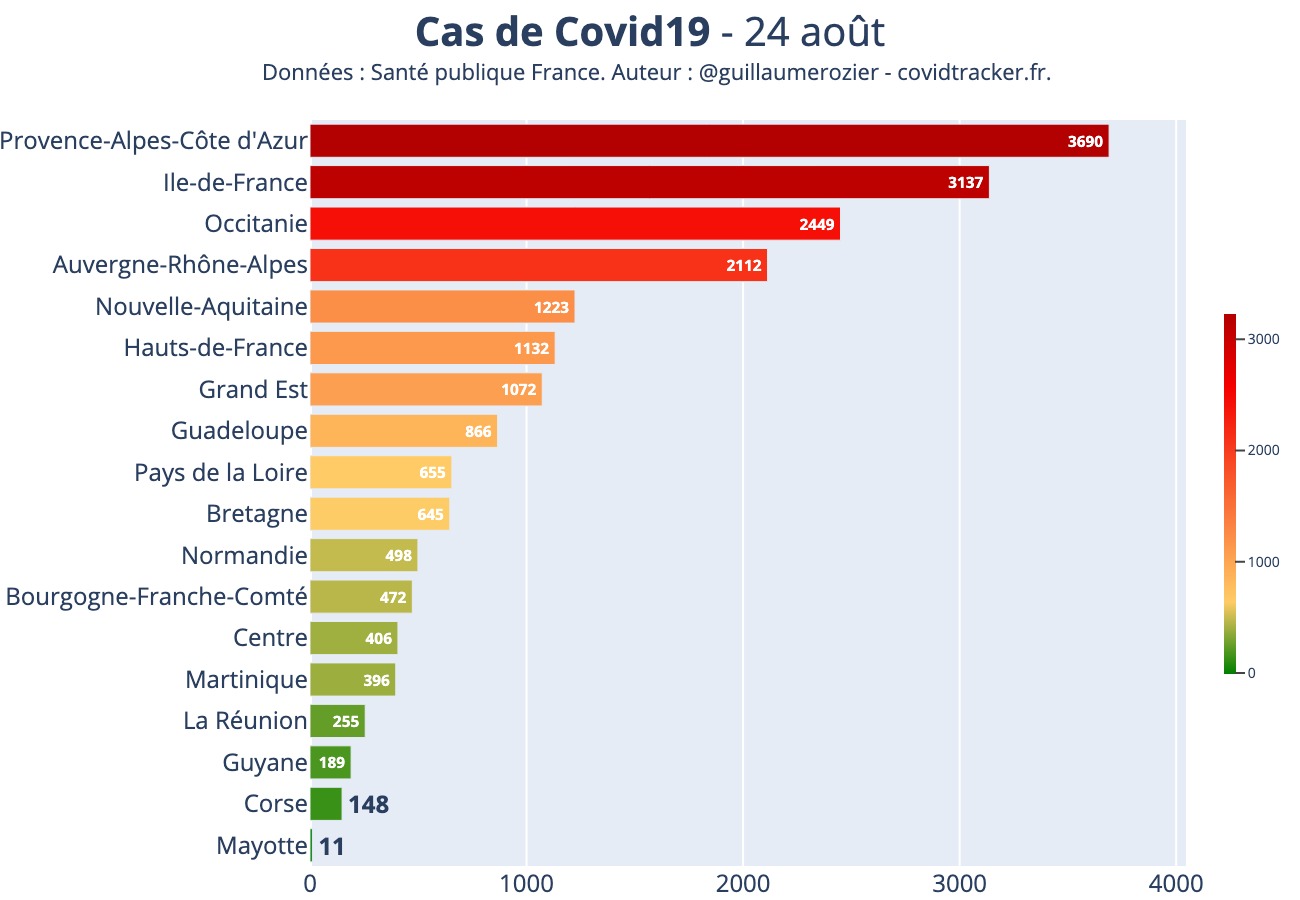 Cas de Covid19 - 24 août
Données : Santé publique France. Auteur : @guillaumerozier - covidtracker.fr.
Provence-Alpes-Côte d'Azur 3690
Ile-de-France 3137
Occitanie 2449
Auvergne-Rhône-Alpes 2112
Nouvelle-Aquitaine 1223
Hauts-de-France 1132
Grand Est 1072
Guadeloupe 866
Pays de la Loire 655
Bretagne 645
Normandie 498
Bourgogne-Franche-Comté 472
Centre 406
Martinique 396
La Réunion 255
Guyane 189
Corse 148
Mayotte 11
0 1000 2000 3000 4000
3000
2000
1000
0